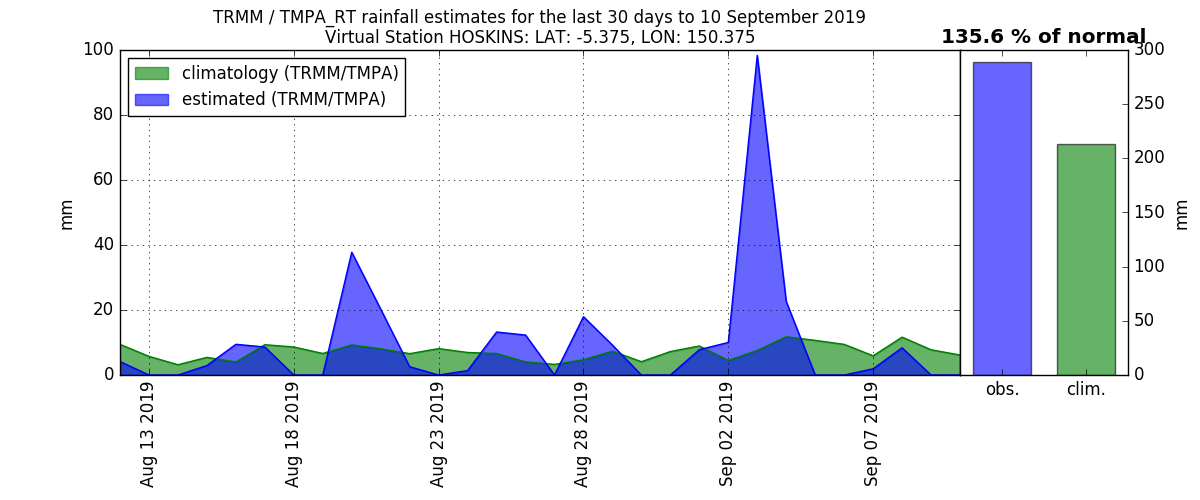 TRMM / TMPA_RT rainfall estimates for the last 30 days to 10 September 2019
Virtual Station HOSKINS: LAT: -5.375, LON: 150.375
135.6 % of normal
climatology (TRMM/TMPA)
estimated (TRMM/TMPA)
100
80
60
40
20
0
mm
Aug 13 2019
Aug 18 2019
Aug 23 2019
Aug 28 2019
Sep 02 2019
Sep 07 2019
300
250
200
150
100
50
0
mm
obs.
clim.